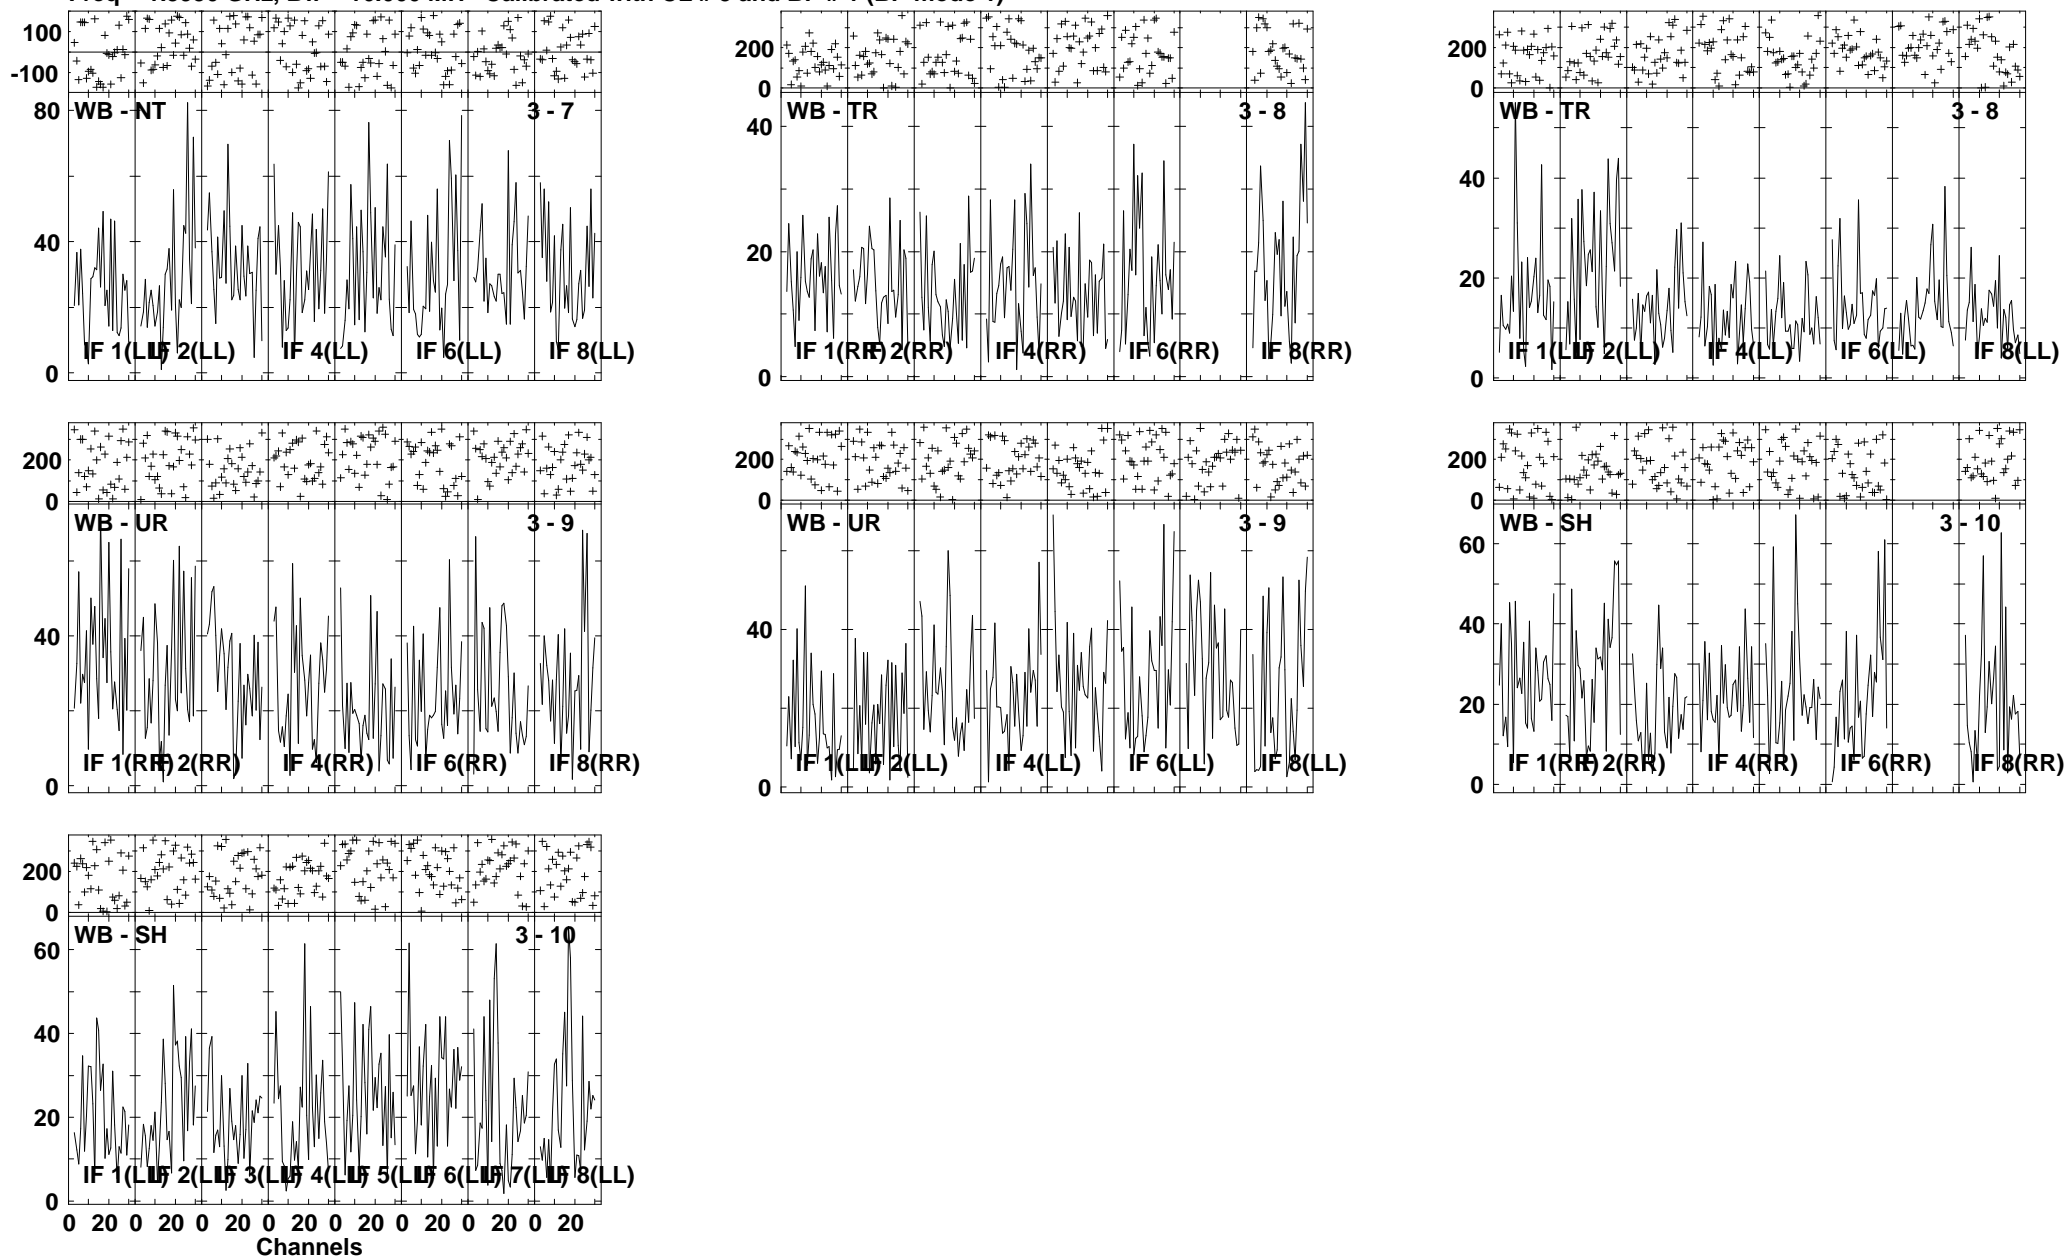 100
-100
WB - NT 3 - 7
80
40
0
IF 1(LL) IF 2(LL) IF 4(LL) IF 6(LL) IF 8(LL)
200
0
WB - TR 3 - 8
40
20
0
IF 1(RR) IF 2(RR) IF 4(RR) IF 6(RR) IF 8(RR)
200
0
WB - TR 3 - 8
40
20
0
IF 1(LL) IF 2(LL) IF 4(LL) IF 6(LL) IF 8(LL)
200
0
WB - UR 3 - 9
40
0
IF 1(RR) IF 2(RR) IF 4(RR) IF 6(RR) IF 8(RR)
200
0
WB - UR 3 - 9
40
0
IF 1(LL) IF 2(LL) IF 4(LL) IF 6(LL) IF 8(LL)
200
0
WB - SH 3 - 10
60
40
20
0
IF 1(RR) IF 2(RR) IF 4(RR) IF 6(RR) IF 8(RR)
200
0
WB - SH 3 - 10
60
40
20
0
IF 1(LL) IF 2(LL) IF 3(LL) IF 4(LL) IF 5(LL) IF 6(LL) IF 7(LL) IF 8(LL)
0 20 0 20 0 20 0 20 0 20 0 20 0 20 0 20
Channels